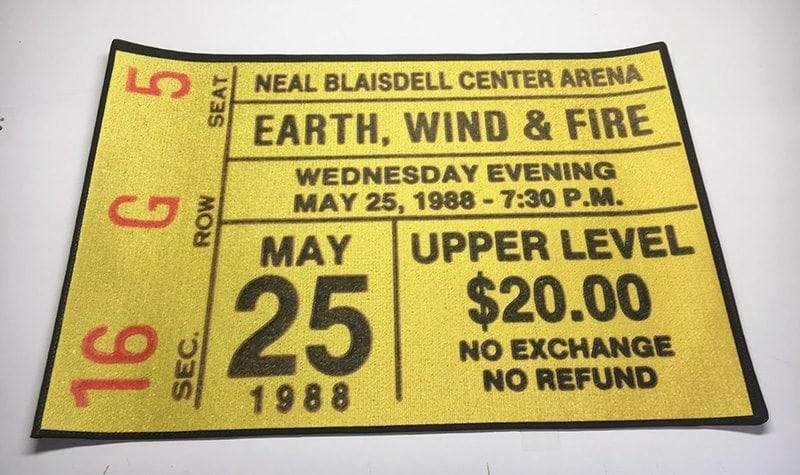 5 SEAT
G ROW
16 SEC.
NEAL BLAISDELL CENTER ARENA
EARTH, WIND & FIRE
WEDNESDAY EVENING
MAY 25, 1988 - 7:30 P.M.
MAY
25
1988
UPPER LEVEL
$20.00
NO EXCHANGE
NO REFUND